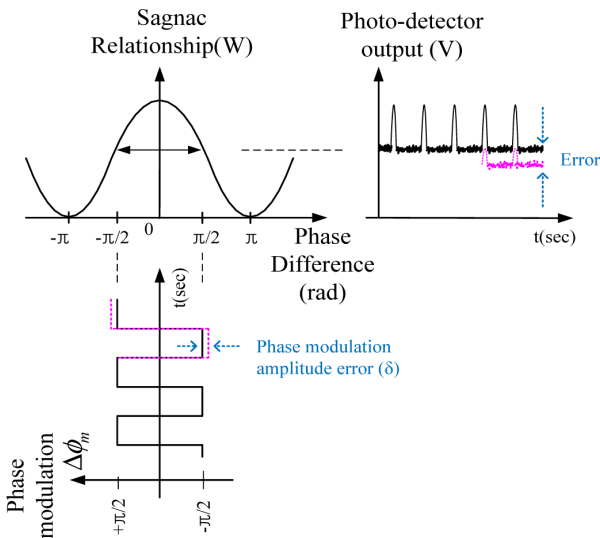 Sagnac
Relationship(W)
Photo-detector
output (V)
Error
t(sec)
-π
-π/2
0
π/2
π
Phase
Difference
(rad)
t(sec)
Phase modulation
amplitude error (δ)
Phase
modulation
Δϕm
+π/2
-π/2